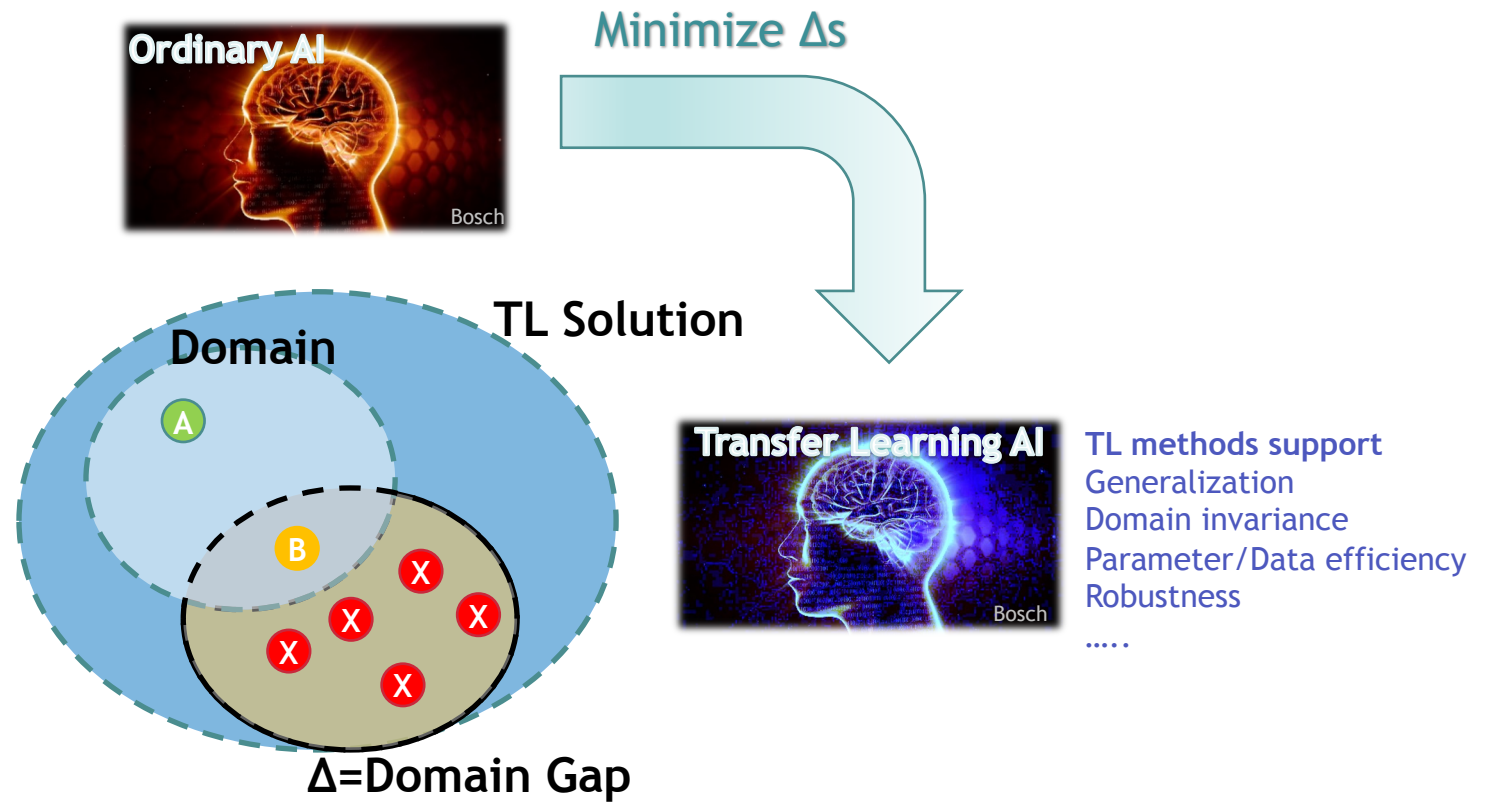 Minimize Δs
Ordinary AI
Bosch
TL Solution
Domain
A
B
X
X
X
X
X
Δ=Domain Gap
Transfer Learning AI
Bosch
TL methods support
Generalization
Domain invariance
Parameter/Data efficiency
Robustness
…..